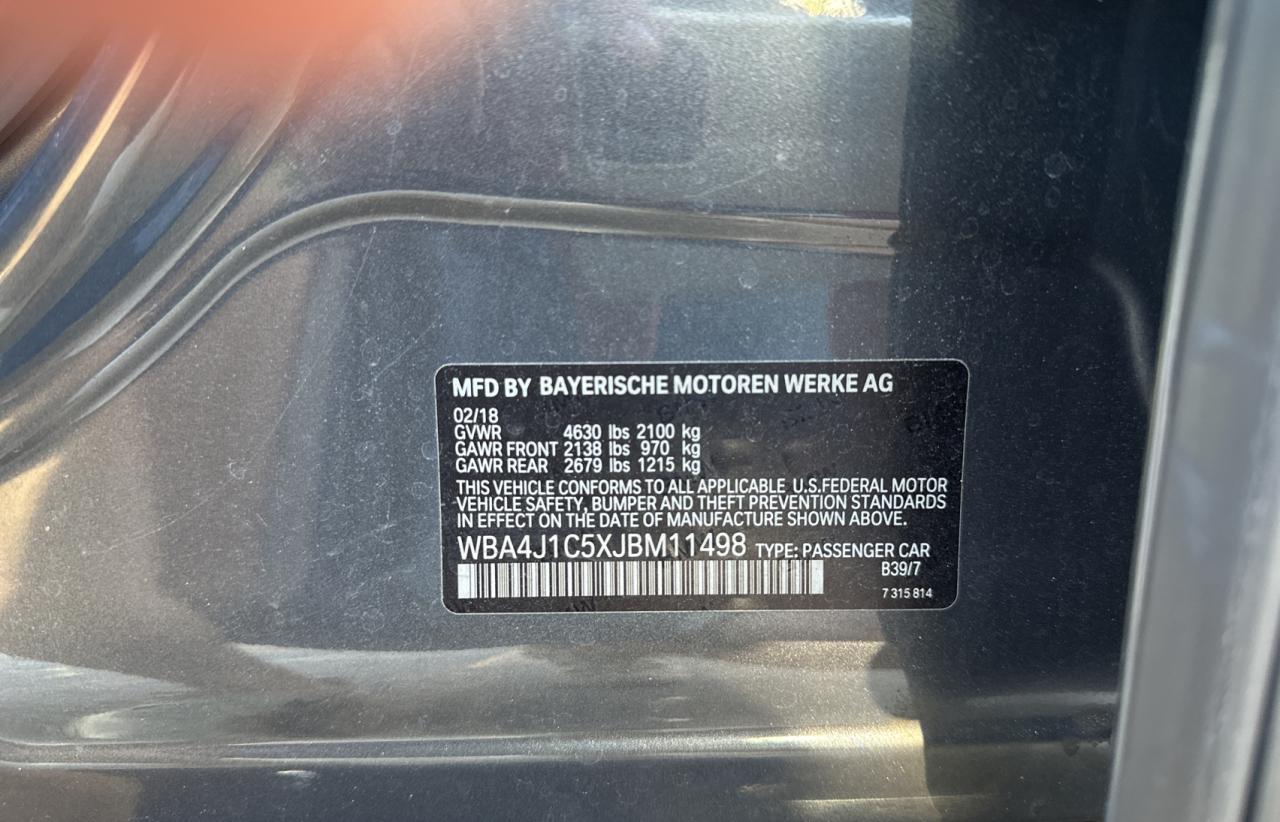 MFD BY BAYERISCHE MOTOREN WERKE AG
02/18
GVWR 4630 lbs 2100 kg
GAWR FRONT 2138 lbs 970 kg
GAWR REAR 2679 lbs 1215 kg
THIS VEHICLE CONFORMS TO ALL APPLICABLE U.S.FEDERAL MOTOR
VEHICLE SAFETY, BUMPER AND THEFT PREVENTION STANDARDS
IN EFFECT ON THE DATE OF MANUFACTURE SHOWN ABOVE.
WBA4J1C5XJBM11498 TYPE: PASSENGER CAR
B39/7
7 315 814